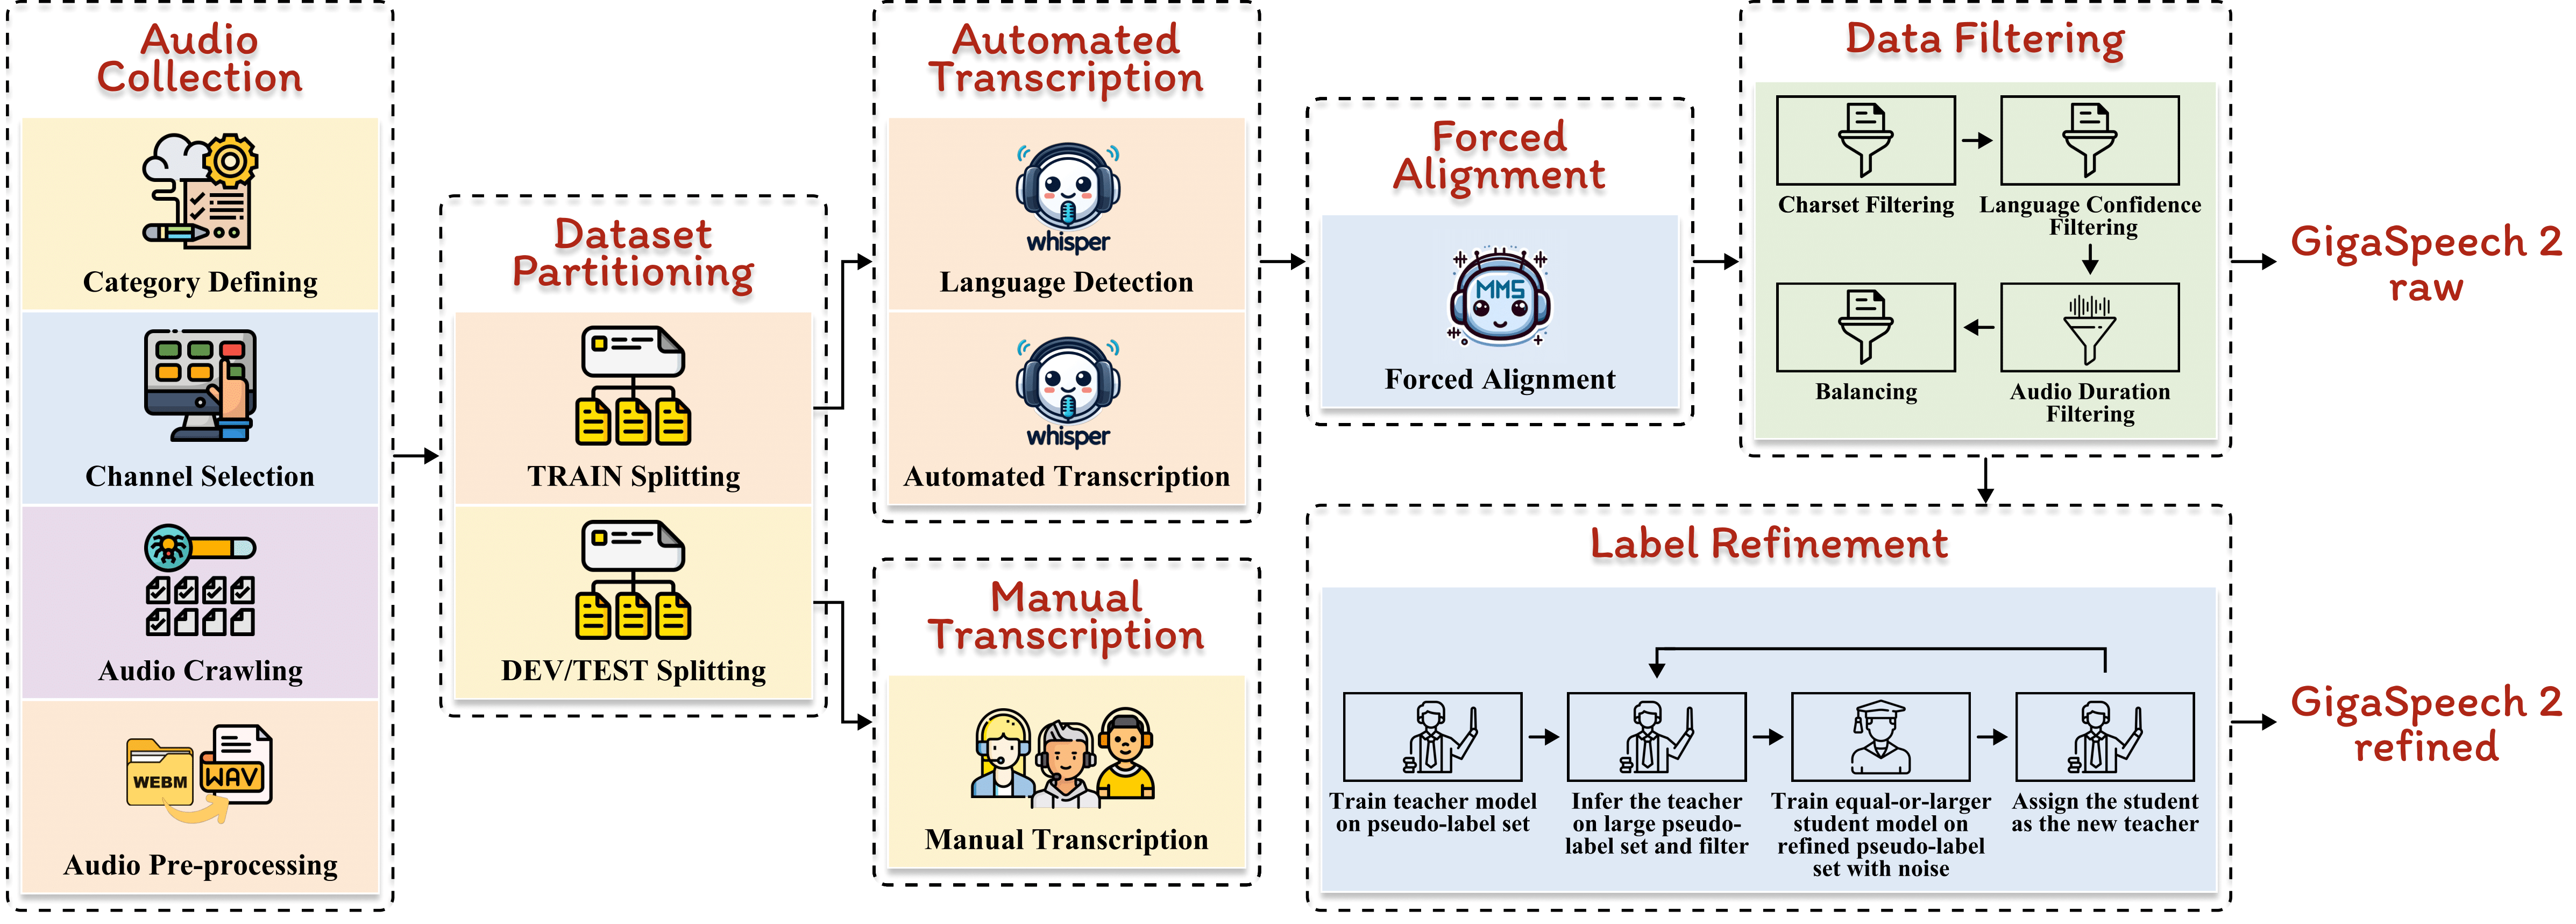 Audio
Collection
Category Defining
Channel Selection
Audio Crawling
WEBM
WAV
Audio Pre-processing
Dataset
Partitioning
TRAIN Splitting
DEV/TEST Splitting
Automated
Transcription
whisper
Language Detection
whisper
Automated Transcription
Manual
Transcription
Manual Transcription
Forced
Alignment
MMS
Forced Alignment
Data Filtering
Charset Filtering
Language Confidence
Filtering
Balancing
Audio Duration
Filtering
GigaSpeech 2
raw
Label Refinement
Train teacher model
on pseudo-label set
Infer the teacher
on large pseudo-
label set and filter
Train equal-or-larger
student model on
refined pseudo-label
set with noise
Assign the student
as the new teacher
GigaSpeech 2
refined